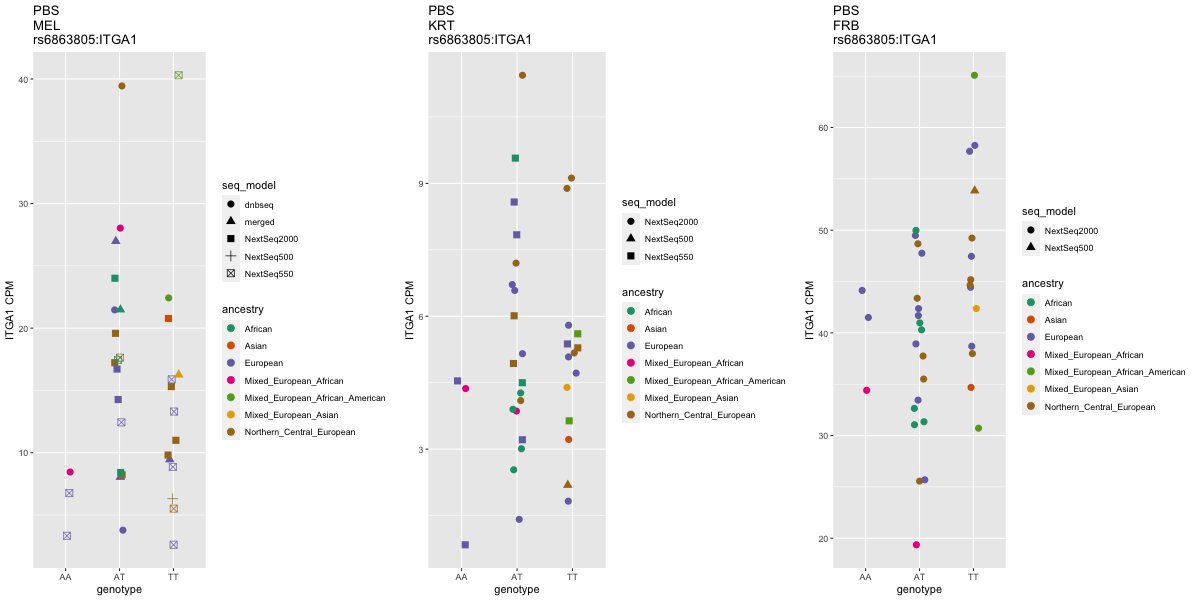 PBS
MEL
rs6863805:ITGA1
40
30
20
10
ITGA1 CPM
AA
AT
TT
genotype
seq_model
dnbseq
merged
NextSeq2000
NextSeq500
NextSeq550
ancestry
African
Asian
European
Mixed_European_African
Mixed_European_African_American
Mixed_European_Asian
Northern_Central_European
PBS
KRT
rs6863805:ITGA1
9
6
3
ITGA1 CPM
AA
AT
TT
genotype
seq_model
NextSeq2000
NextSeq500
NextSeq550
ancestry
African
Asian
European
Mixed_European_African
Mixed_European_African_American
Mixed_European_Asian
Northern_Central_European
PBS
FRB
rs6863805:ITGA1
60
50
40
30
20
ITGA1 CPM
AA
AT
TT
genotype
seq_model
NextSeq2000
NextSeq500
ancestry
African
Asian
European
Mixed_European_African
Mixed_European_African_American
Mixed_European_Asian
Northern_Central_European